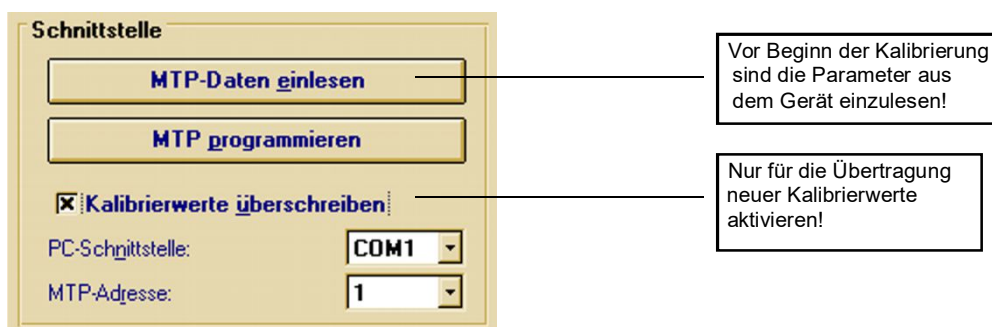 Schnittstelle
MTP-Daten einlesen
MTP programmieren
Kalibrierwerte überschreiben
PC-Schnittstelle:
COM1
MTP-Adresse:
1
Vor Beginn der Kalibrierung
sind die Parameter aus
dem Gerät einzulesen!
Nur für die Übertragung
neuer Kalibrierwerte
aktivieren!